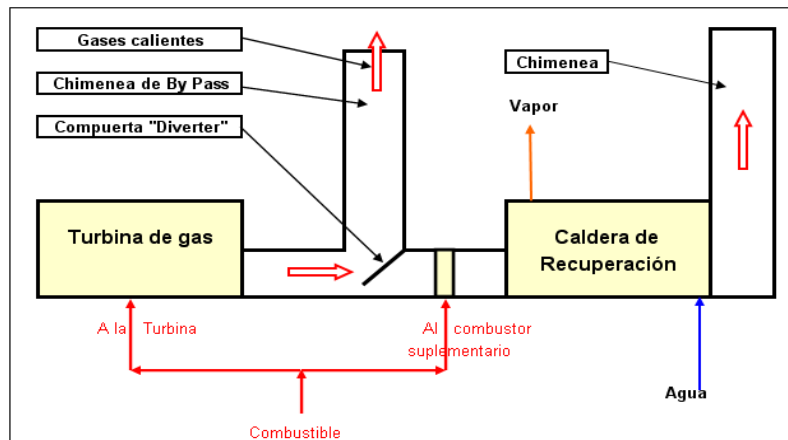 Gases calientes
Chimenea de By Pass
Compuerta "Diverter"
Chimenea
Vapor
Turbina de gas
Caldera de
Recuperación
A la Turbina
Al combustor
suplementario
Agua
Combustible